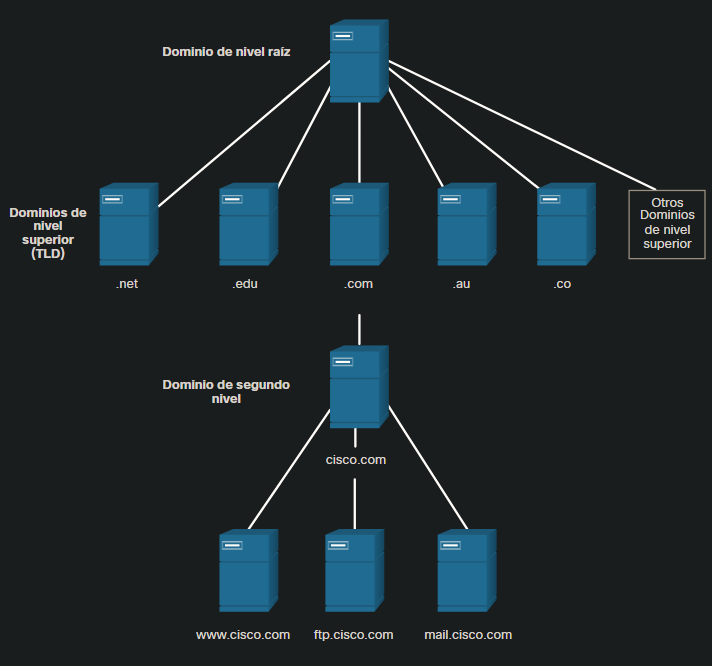 Dominio de nivel raíz
Dominios de
nivel
superior
(TLD)
Otros
Dominios
de nivel
superior
.net
.edu
.com
.au
.co
Dominio de segundo
nivel
cisco.com
www.cisco.com
ftp.cisco.com
mail.cisco.com